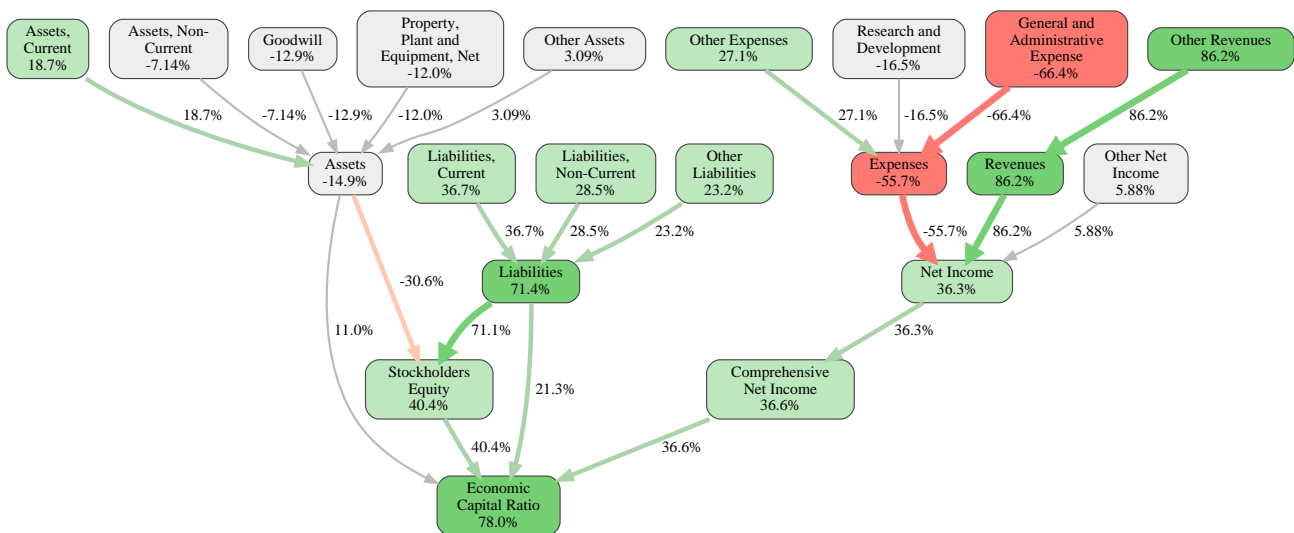 Assets,
Current
18.7%
Assets, Non-
Current
-7.14%
Goodwill
-12.9%
Property,
Plant and
Equipment, Net
-12.0%
Other Assets
3.09%
Other Expenses
27.1%
Research and
Development
-16.5%
General and
Administrative
Expense
-66.4%
Other Revenues
86.2%
18.7%
-7.14%
-12.9%
-12.0%
3.09%
27.1%
-16.5%
-66.4%
86.2%
Assets
-14.9%
Liabilities,
Current
36.7%
Liabilities,
Non-Current
28.5%
Other
Liabilities
23.2%
Expenses
-55.7%
Revenues
86.2%
Other Net
Income
5.88%
36.7%
28.5%
23.2%
-55.7%
86.2%
5.88%
Liabilities
71.4%
Net Income
36.3%
-30.6%
11.0%
71.1%
36.3%
Stockholders
Equity
40.4%
21.3%
Comprehensive
Net Income
36.6%
40.4%
36.6%
Economic
Capital Ratio
78.0%